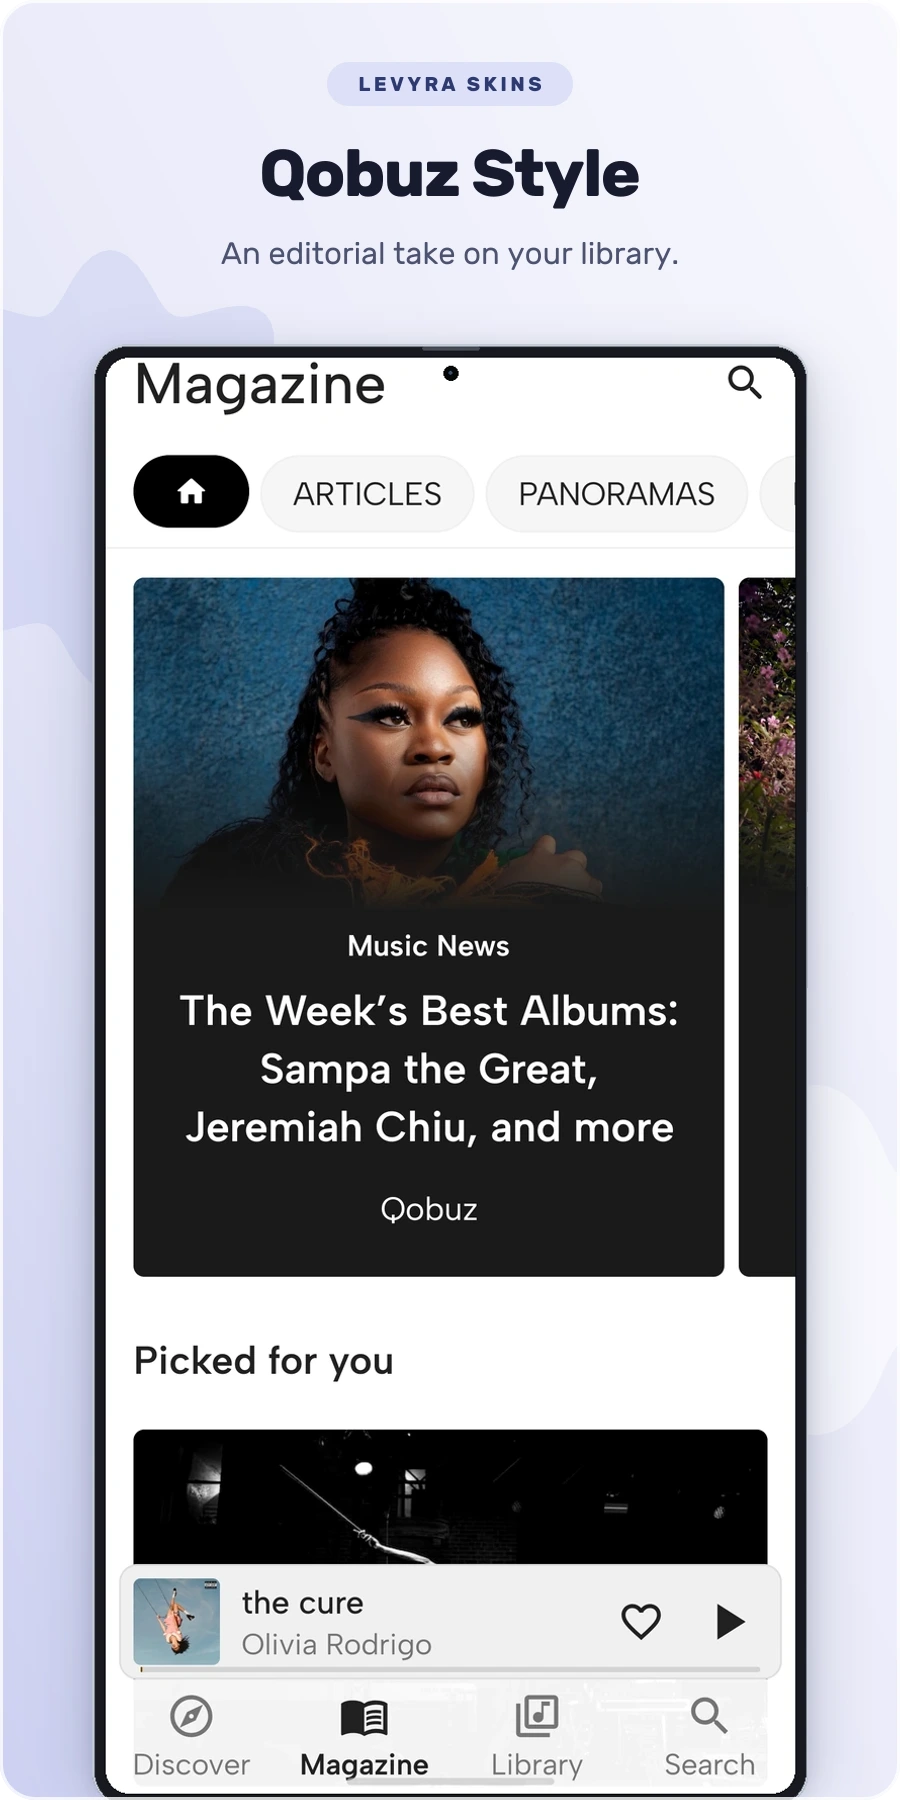 LEVYRA SKINS
Qobuz Style
An editorial take on your library.
Magazine
ARTICLES
PANORAMAS
Music News
The Week’s Best Albums:
Sampa the Great,
Jeremiah Chiu, and more
Qobuz
Picked for you
the cure
Olivia Rodrigo
Discover
Magazine
Library
Search